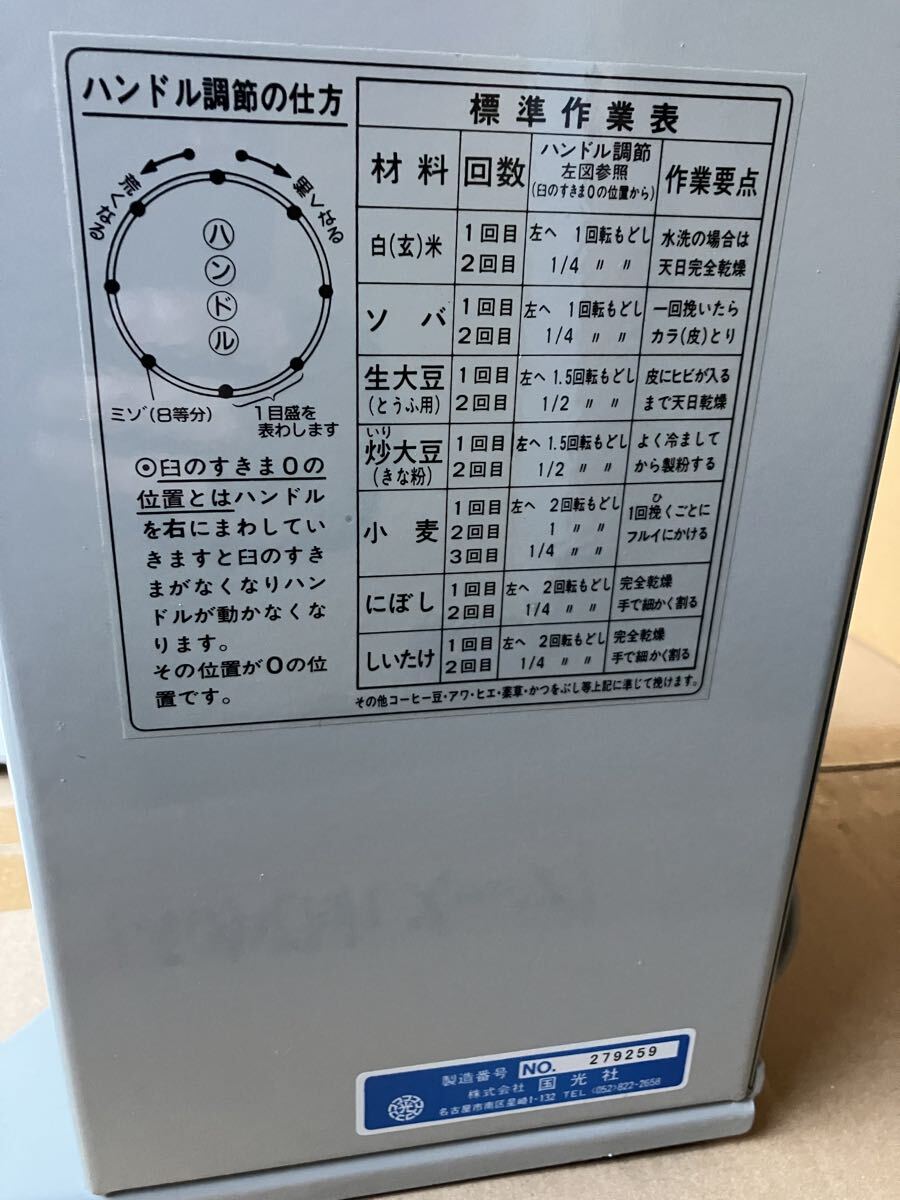 ハンドル調節の仕方
荒くなる
黒くなる
ハンドル
ミゾ(8等分)
1目盛を
表わします
⦿臼のすきま0の
位置とはハンドル
を右にまわしてい
きますと臼のすき
まがなくなりハン
ドルが動かなくな
ります。
その位置が0の位
置です。
標準作業表
材料 回数 ハンドル調節 左図参照 (臼のすきま0の位置から) 作業要点
白(玄)米 1回目 左へ 1回転もどし 水洗の場合は
2回目 1/4 〃 〃 天日完全乾燥
ソバ 1回目 左へ 1回転もどし 一回挽いたら
2回目 1/4 〃 〃 カラ(皮)とり
生大豆 1回目 左へ 1.5回転もどし 皮にヒビが入る
(とうふ用) 2回目 1/2 〃 〃 まで天日乾燥
いり
炒大豆 1回目 左へ 1.5回転もどし よく冷まして
(きな粉) 2回目 1/2 〃 〃 から製粉する
小麦 1回目 左へ 2回転もどし 1回挽くごとに
ひ
2回目 1 〃 〃 フルイにかける
3回目 1/4 〃 〃
にぼし 1回目 左へ 2回転もどし 完全乾燥
2回目 1/4 〃 〃 手で細かく割る
しいたけ 1回目 左へ 2回転もどし 完全乾燥
2回目 1/4 〃 〃 手で細かく割る
その他コーヒー豆・アワ・ヒエ・薬草・かつをぶし等上記に準じて挽けます。
製造番号 NO. 279259
株式会社 国光社
名古屋市南区星崎1-132 TEL (052)822-2658